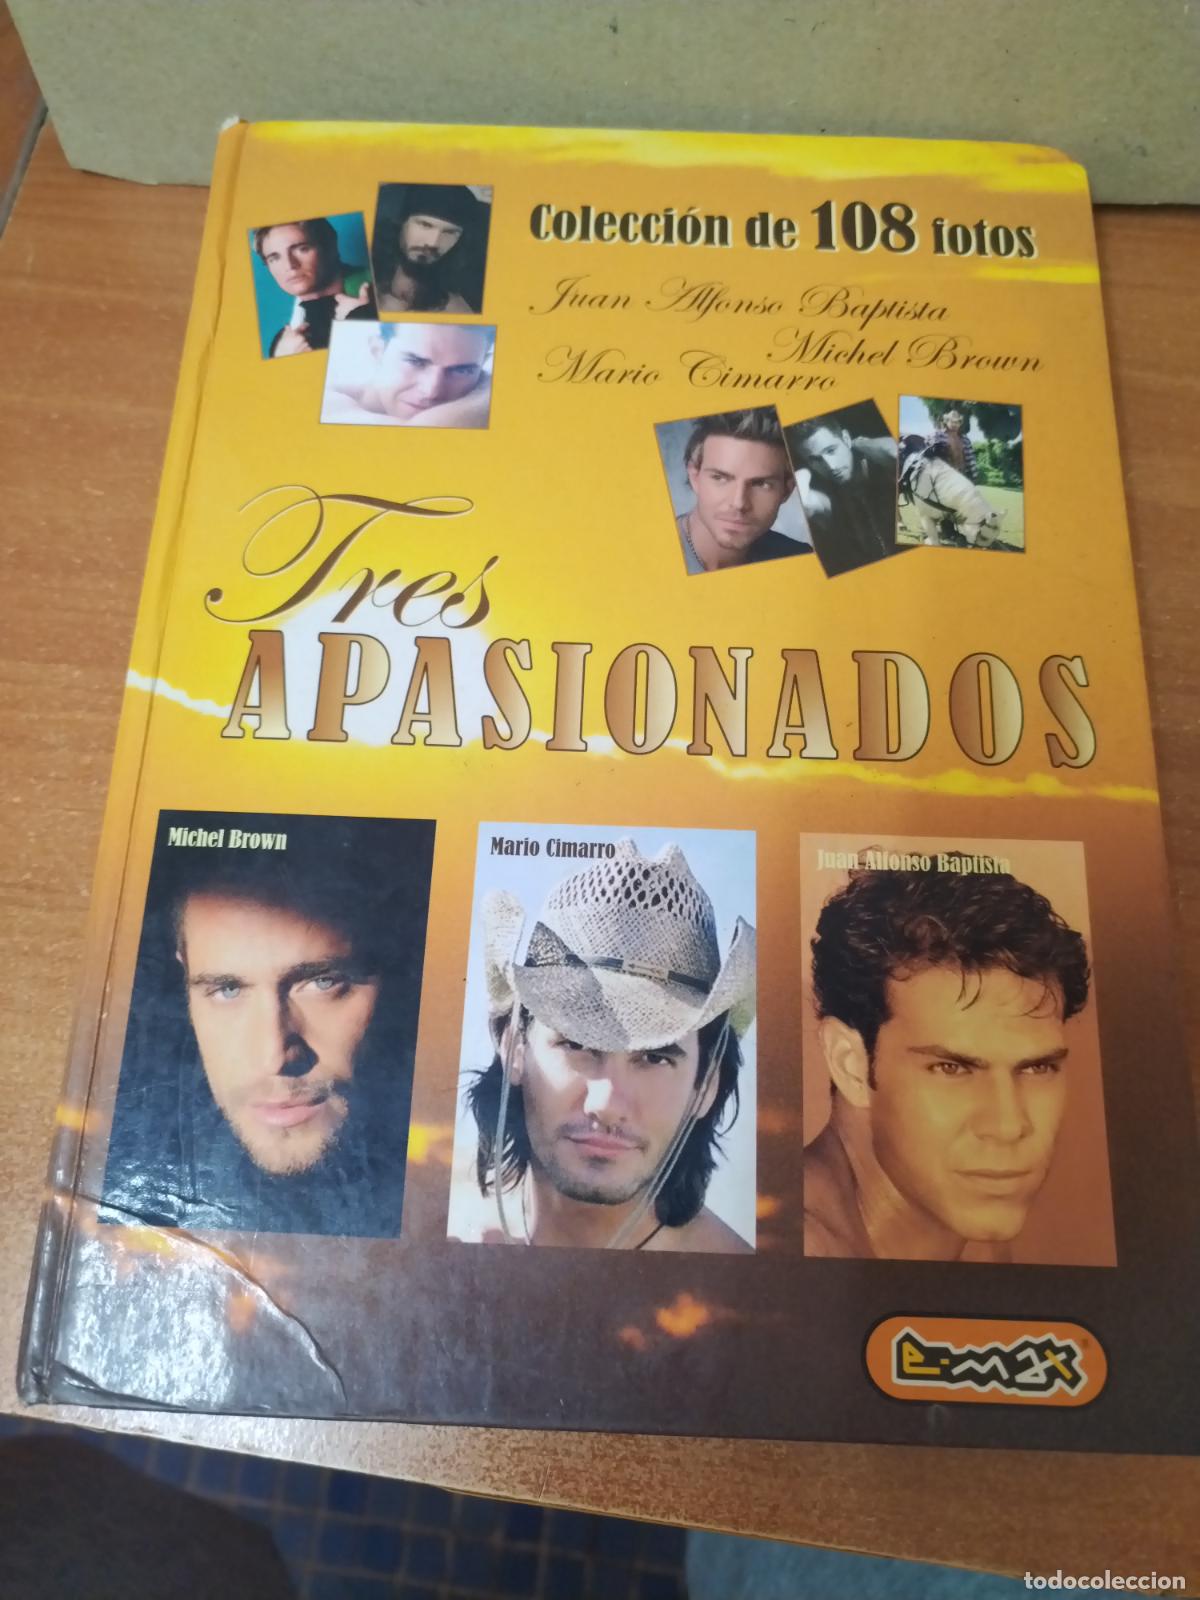 Colección de 108 fotos
Juan Alfonso Baptista
Michel Brown
Mario Cimarro
Tres
APASIONADOS
Michel Brown
Mario Cimarro
Juan Alfonso Baptista
e-max
todocoleccion